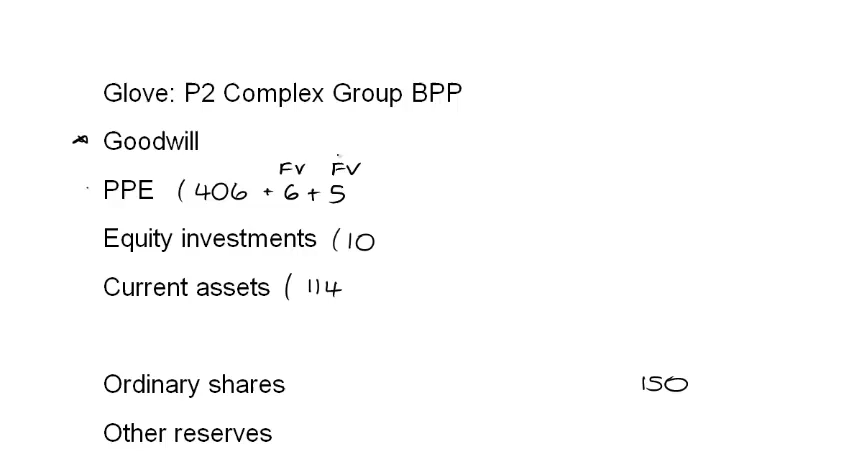 Glove: P2 Complex Group BPP
* Goodwill
FV FV
PPE (406 + 6 + 5
Equity investments (10
Current assets ( 114
Ordinary shares 150
Other reserves